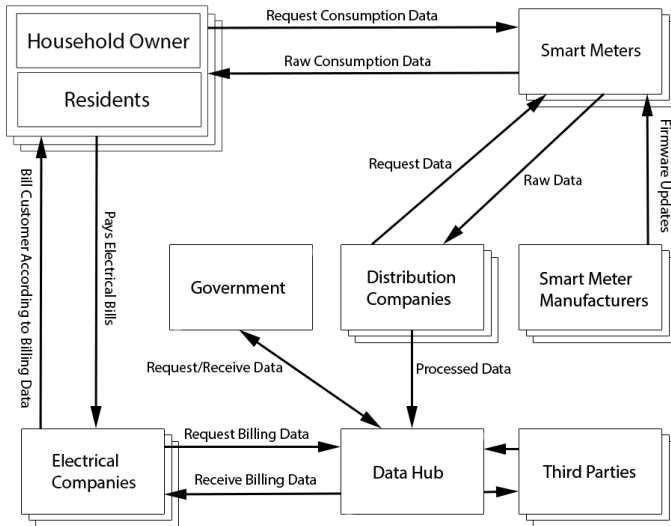 Household Owner
Residents
Request Consumption Data
Raw Consumption Data
Smart Meters
Request Data
Raw Data
Firmware Updates
Bill Customer According to Billing Data
Pays Electrical Bills
Government
Distribution
Companies
Smart Meter
Manufacturers
Request/Receive Data
Processed Data
Electrical
Companies
Request Billing Data
Receive Billing Data
Data Hub
Third Parties